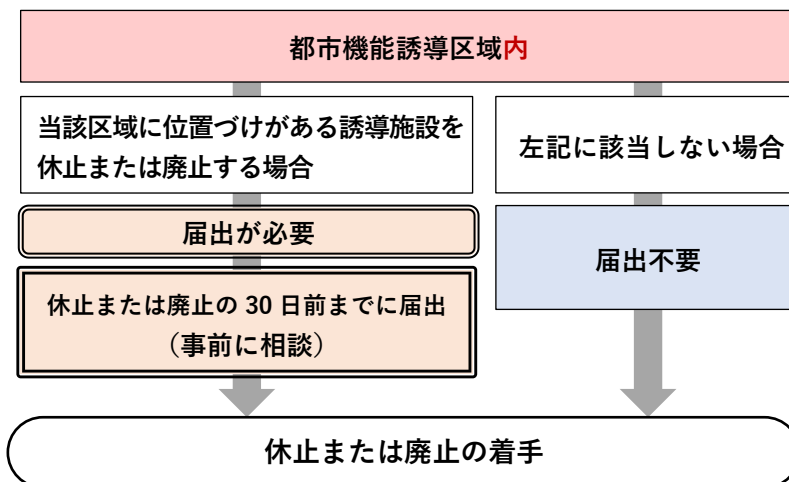 都市機能誘導区域内
当該区域に位置づけがある誘導施設を
休止または廃止する場合
左記に該当しない場合
届出が必要
届出不要
休止または廃止の 30 日前までに届出
（事前に相談）
休止または廃止の着手